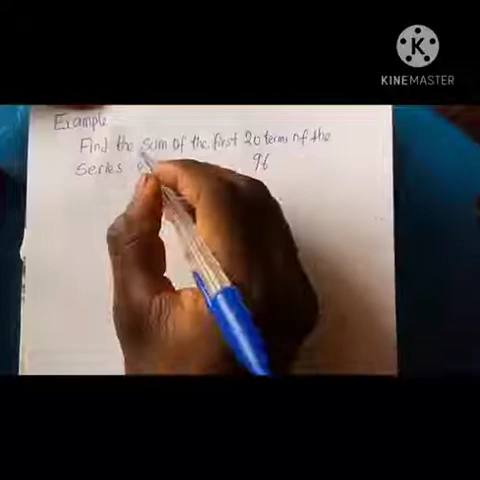 KINEMASTER
Example
Find the sum of the first 20 terms of the
Series 96